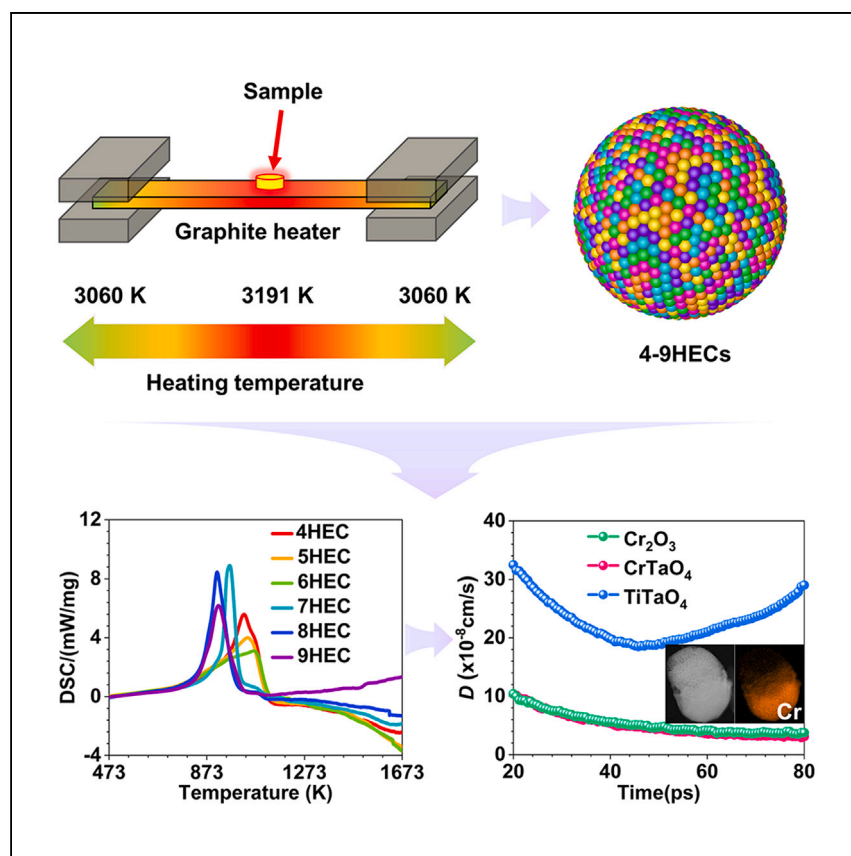 Sample
Graphite heater
3060 K 3191 K 3060 K
Heating temperature
4-9HECs
12
8
4
0
-4
DSC/(mW/mg)
4HEC
5HEC
6HEC
7HEC
8HEC
9HEC
473 873 1273 1673
Temperature (K)
40
30
20
10
0
D (x10⁻⁸cm/s)
Cr₂O₃
CrTaO₄
TiTaO₄
Cr
20 40 60 80
Time(ps)